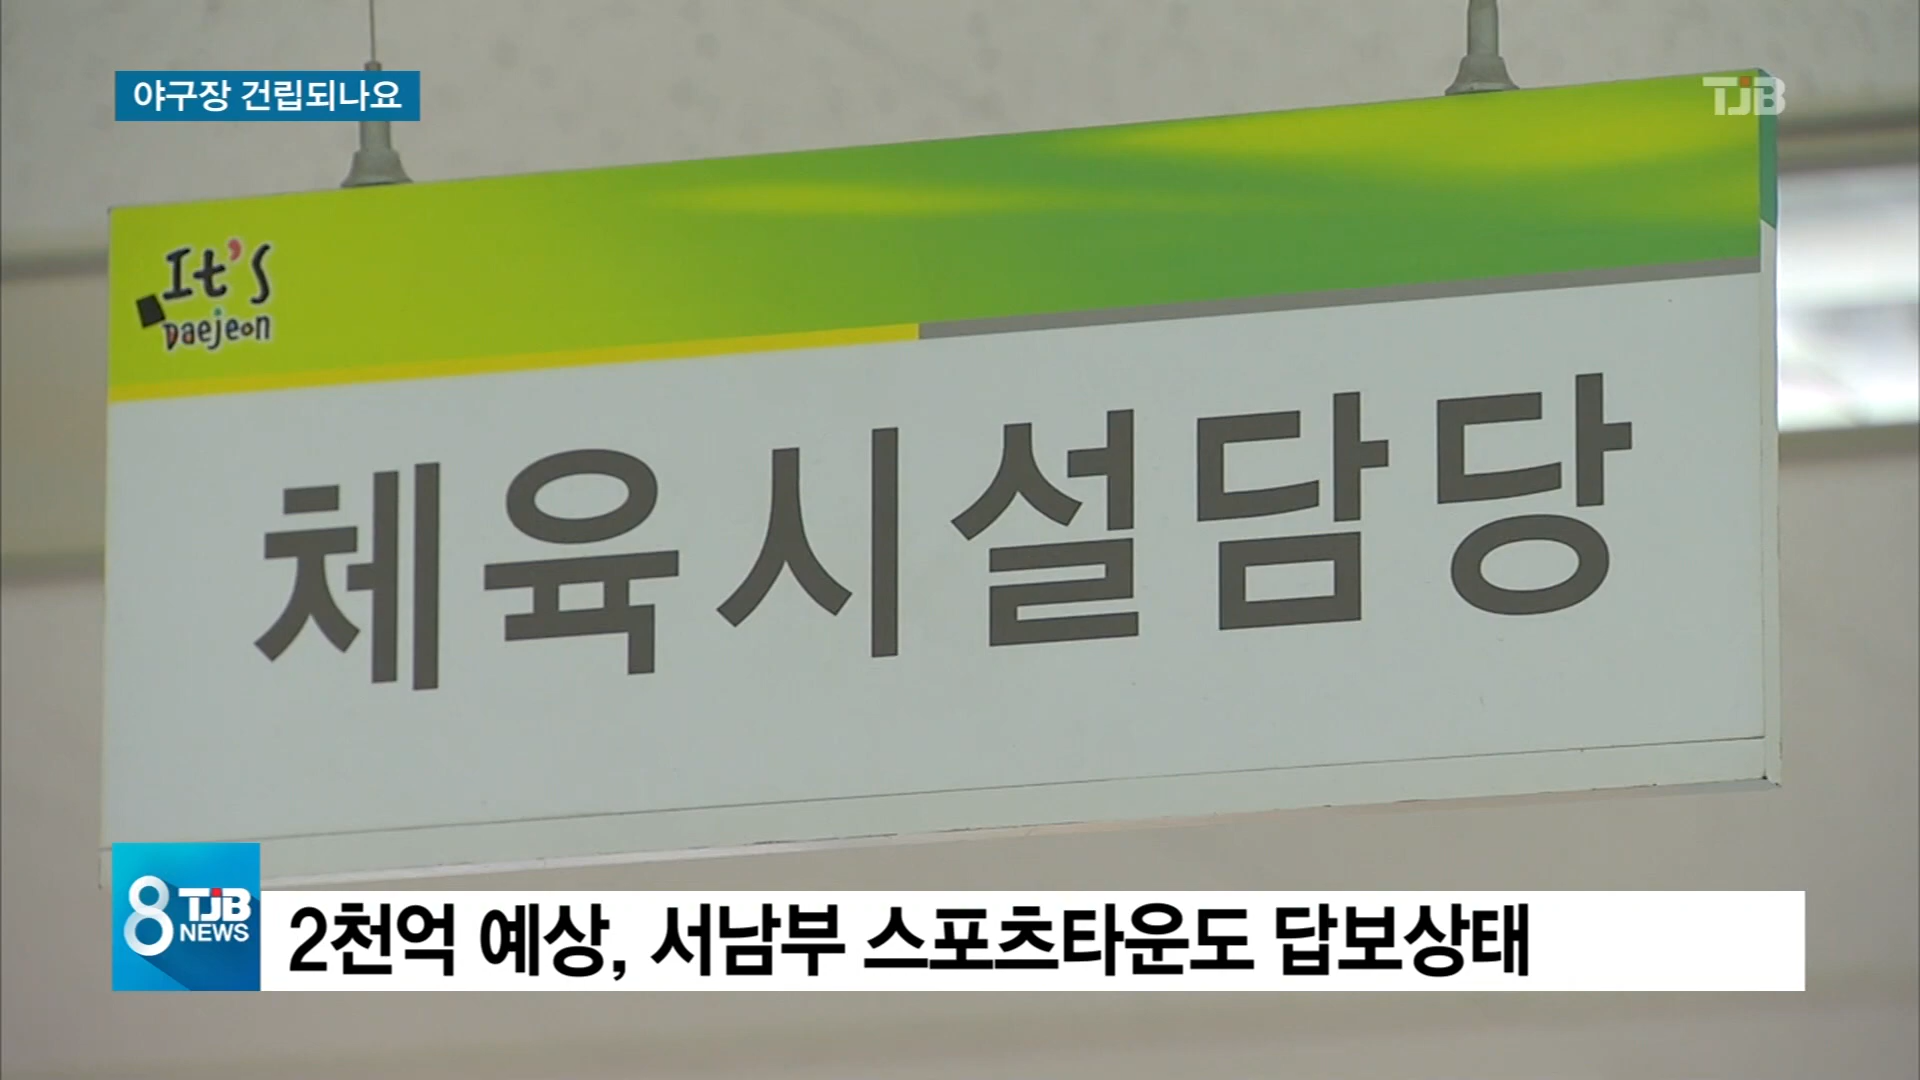 야구장 건립되나요
TJB
It's
Daejeon
체육시설담당
8 TJB
NEWS
2천억 예상, 서남부 스포츠타운도 답보상태